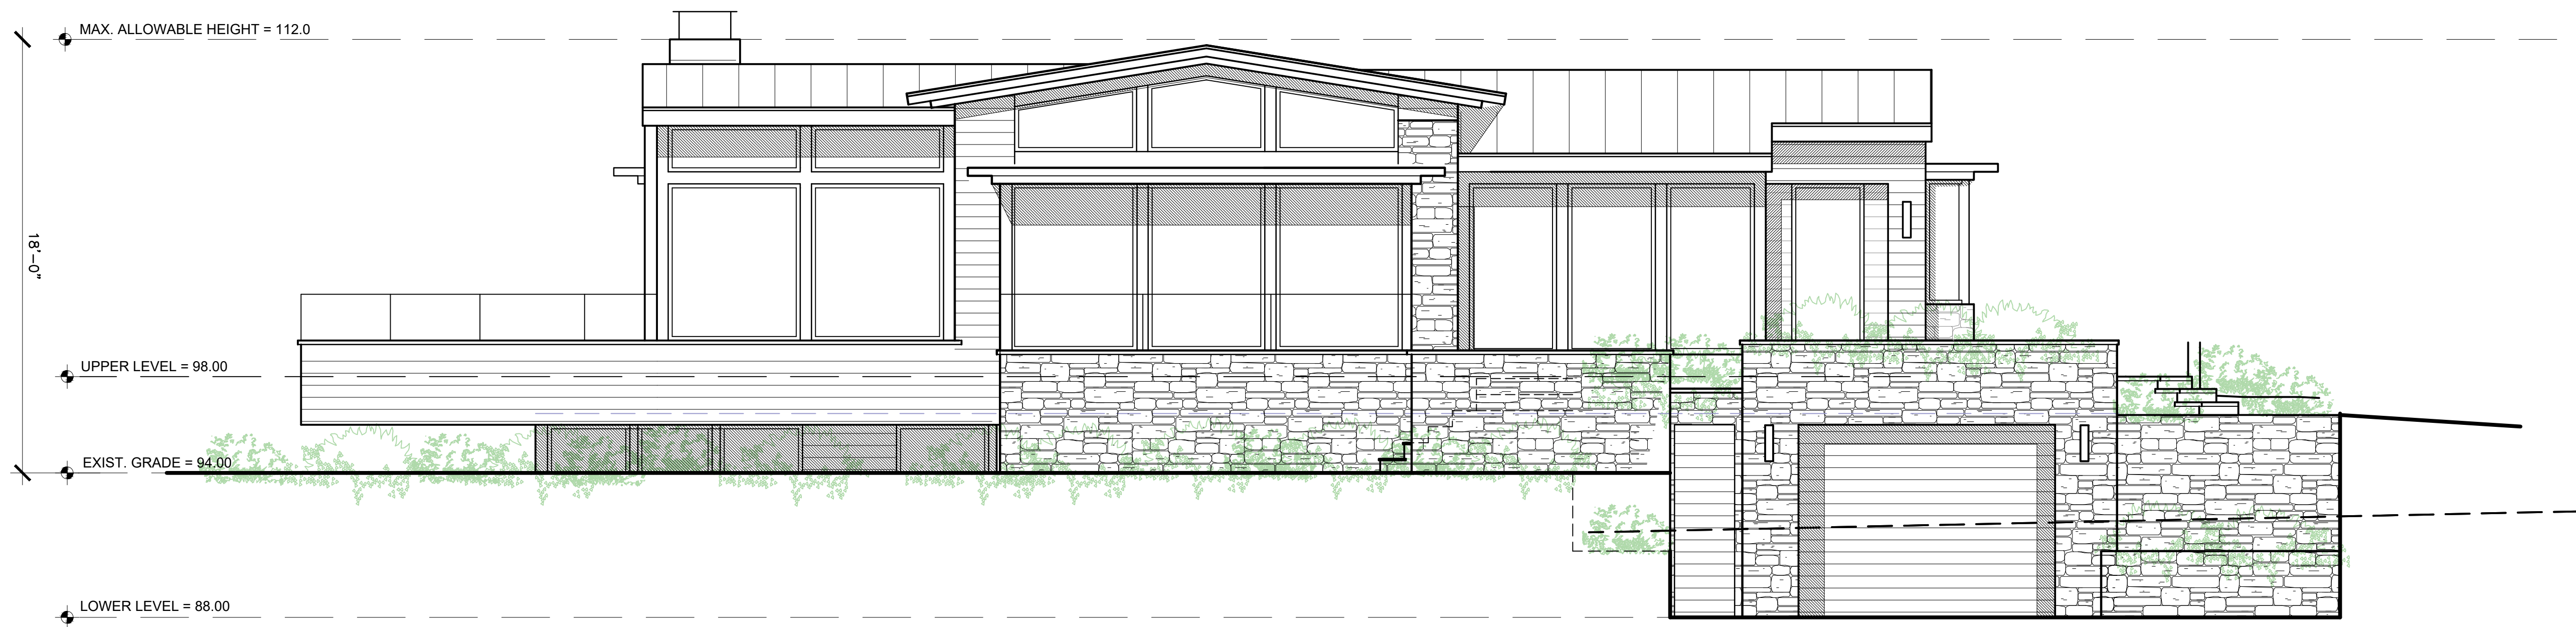 MAX. ALLOWABLE HEIGHT = 112.0
18'-0"
UPPER LEVEL = 98.00
EXIST. GRADE = 94.00
LOWER LEVEL = 88.00